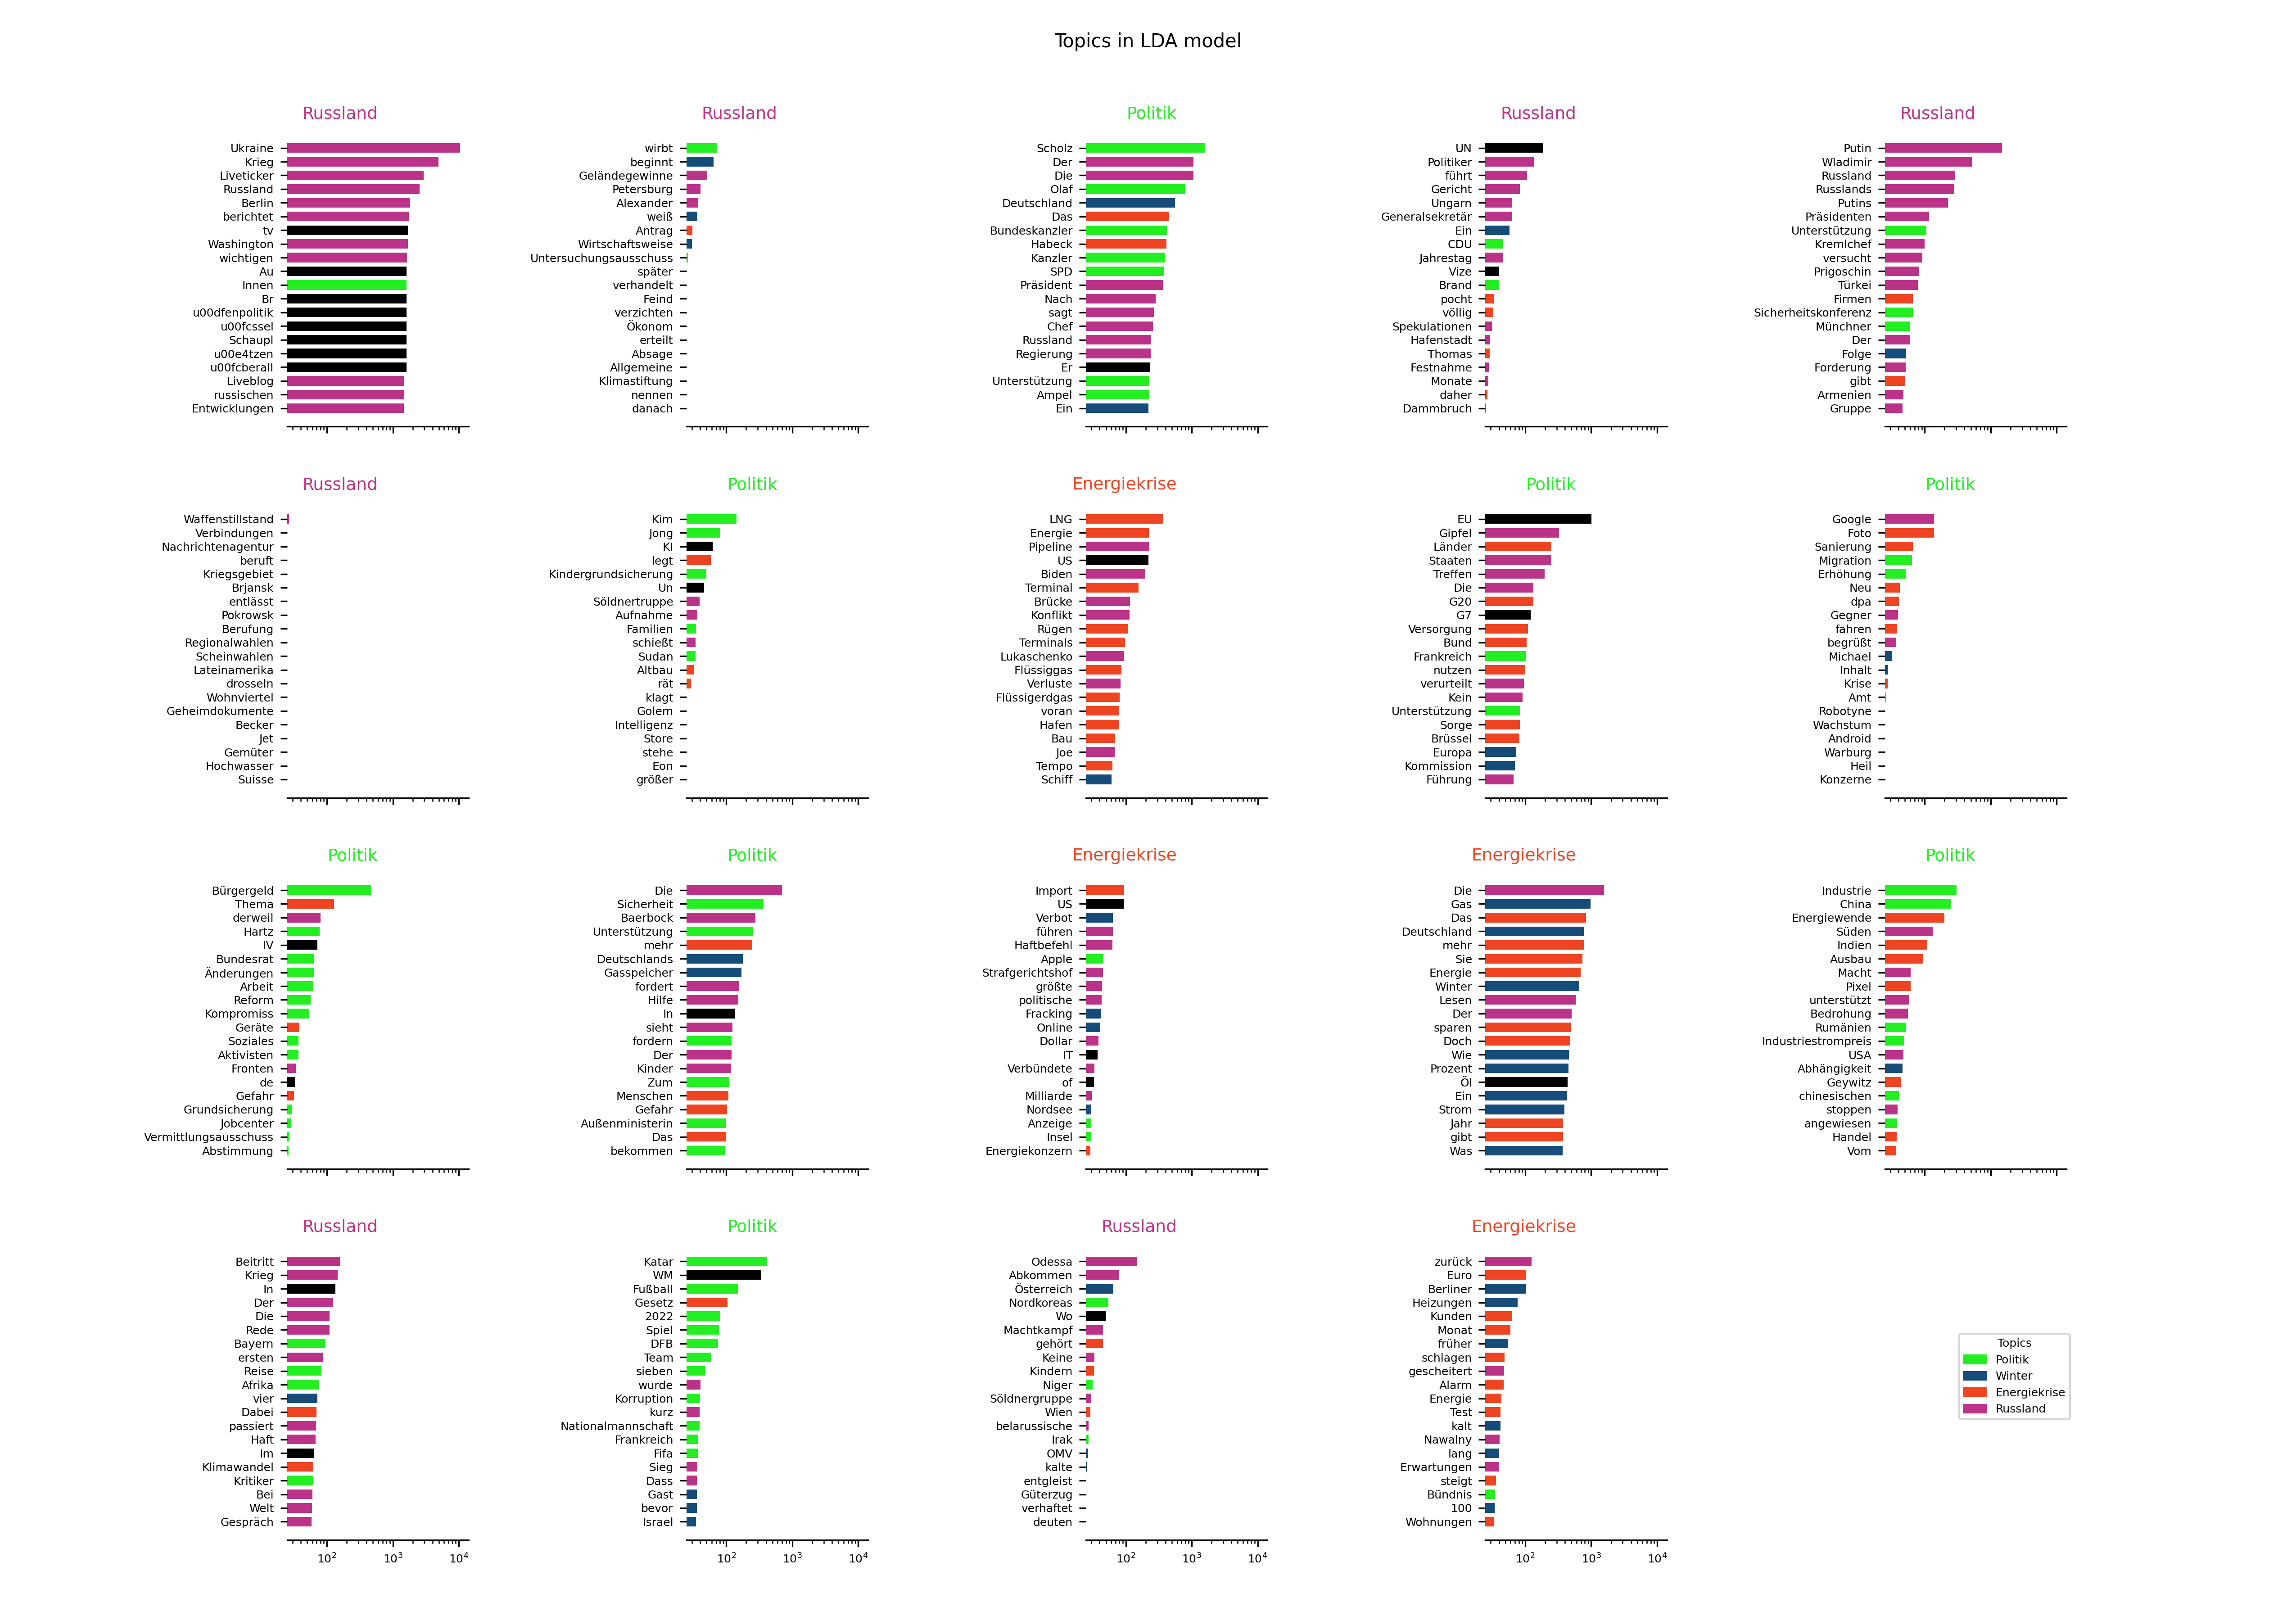 Topics in LDA model
Russland
Ukraine
Krieg
Liveticker
Russland
Berlin
berichtet
tv
Washington
wichtigen
Au
Innen
Br
u00dfenpolitik
u00fcssel
Schaupl
u00e4tzen
u00fcberall
Liveblog
russischen
Entwicklungen
Russland
wirbt
beginnt
Geländegewinne
Petersburg
Alexander
weiß
Antrag
Wirtschaftsweise
Untersuchungsausschuss
später
verhandelt
Feind
verzichten
Ökonom
erteilt
Absage
Allgemeine
Klimastiftung
nennen
danach
Politik
Scholz
Der
Die
Olaf
Deutschland
Das
Bundeskanzler
Habeck
Kanzler
SPD
Präsident
Nach
sagt
Chef
Russland
Regierung
Er
Unterstützung
Ampel
Ein
Russland
UN
Politiker
führt
Gericht
Ungarn
Generalsekretär
Ein
CDU
Jahrestag
Vize
Brand
pocht
völlig
Spekulationen
Hafenstadt
Thomas
Festnahme
Monate
daher
Dammbruch
Russland
Putin
Wladimir
Russland
Russlands
Putins
Präsidenten
Unterstützung
Kremlchef
versucht
Prigoschin
Türkei
Firmen
Sicherheitskonferenz
Münchner
Der
Folge
Forderung
gibt
Armenien
Gruppe
Russland
Waffenstillstand
Verbindungen
Nachrichtenagentur
beruft
Kriegsgebiet
Brjansk
entlässt
Pokrowsk
Berufung
Regionalwahlen
Scheinwahlen
Lateinamerika
drosseln
Wohnviertel
Geheimdokumente
Becker
Jet
Gemüter
Hochwasser
Suisse
Politik
Kim
Jong
KI
legt
Kindergrundsicherung
Un
Söldnertruppe
Aufnahme
Familien
schießt
Sudan
Altbau
rät
klagt
Golem
Intelligenz
Store
stehe
Eon
größer
Energiekrise
LNG
Energie
Pipeline
US
Biden
Terminal
Brücke
Konflikt
Rügen
Terminals
Lukaschenko
Flüssiggas
Verluste
Flüssigerdgas
voran
Hafen
Bau
Joe
Tempo
Schiff
Politik
EU
Gipfel
Länder
Staaten
Treffen
Die
G20
G7
Versorgung
Bund
Frankreich
nutzen
verurteilt
Kein
Unterstützung
Sorge
Brüssel
Europa
Kommission
Führung
Politik
Google
Foto
Sanierung
Migration
Erhöhung
Neu
dpa
Gegner
fahren
begrüßt
Michael
Inhalt
Krise
Amt
Robotyne
Wachstum
Android
Warburg
Heil
Konzerne
Politik
Bürgergeld
Thema
derweil
Hartz
IV
Bundesrat
Änderungen
Arbeit
Reform
Kompromiss
Geräte
Soziales
Aktivisten
Fronten
de
Gefahr
Grundsicherung
Jobcenter
Vermittlungsausschuss
Abstimmung
Politik
Die
Sicherheit
Baerbock
Unterstützung
mehr
Deutschlands
Gasspeicher
fordert
Hilfe
In
sieht
fordern
Der
Kinder
Zum
Menschen
Gefahr
Außenministerin
Das
bekommen
Energiekrise
Import
US
Verbot
führen
Haftbefehl
Apple
Strafgerichtshof
größte
politische
Fracking
Online
Dollar
IT
Verbündete
of
Milliarde
Nordsee
Anzeige
Insel
Energiekonzern
Energiekrise
Die
Gas
Das
Deutschland
mehr
Sie
Energie
Winter
Lesen
Der
sparen
Doch
Wie
Prozent
Öl
Ein
Strom
Jahr
gibt
Was
Politik
Industrie
China
Energiewende
Süden
Indien
Ausbau
Macht
Pixel
unterstützt
Bedrohung
Rumänien
Industriestrompreis
USA
Abhängigkeit
Geywitz
chinesischen
stoppen
angewiesen
Handel
Vom
Russland
Beitritt
Krieg
In
Der
Die
Rede
Bayern
ersten
Reise
Afrika
vier
Dabei
passiert
Haft
Im
Klimawandel
Kritiker
Bei
Welt
Gespräch
10² 10³ 10⁴
Politik
Katar
WM
Fußball
Gesetz
2022
Spiel
DFB
Team
sieben
wurde
Korruption
kurz
Nationalmannschaft
Frankreich
Fifa
Sieg
Dass
Gast
bevor
Israel
10² 10³ 10⁴
Russland
Odessa
Abkommen
Österreich
Nordkoreas
Wo
Machtkampf
gehört
Keine
Kindern
Niger
Söldnergruppe
Wien
belarussische
Irak
OMV
kalte
entgleist
Güterzug
verhaftet
deuten
10² 10³ 10⁴
Energiekrise
zurück
Euro
Berliner
Heizungen
Kunden
Monat
früher
schlagen
gescheitert
Alarm
Energie
Test
kalt
Nawalny
lang
Erwartungen
steigt
Bündnis
100
Wohnungen
10² 10³ 10⁴
Topics
Politik
Winter
Energiekrise
Russland